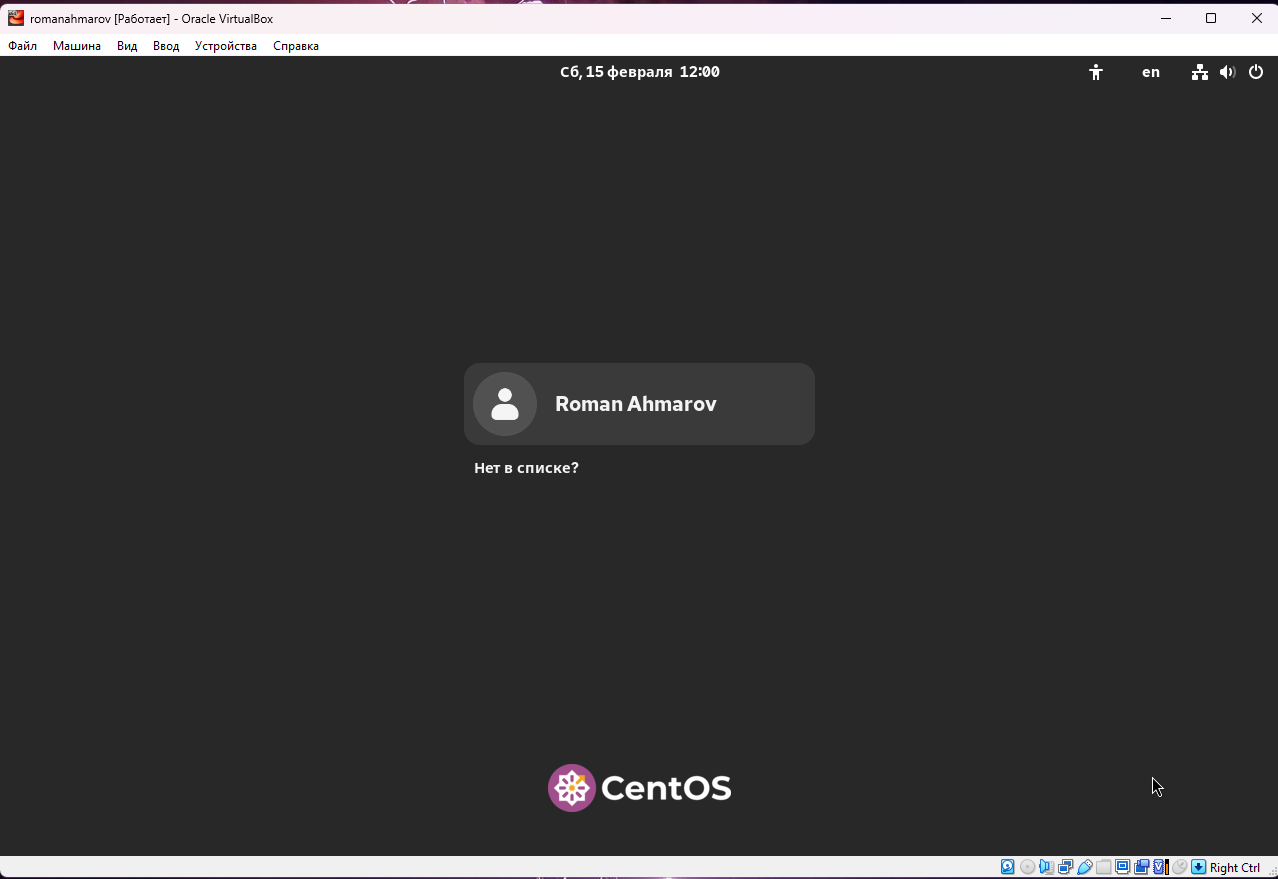 romanahmarov [Работает] - Oracle VirtualBox
Файл Машина Вид Ввод Устройства Справка
Сб, 15 февраля 12:00 en
Roman Ahmarov
Нет в списке?
CentOS
Right Ctrl